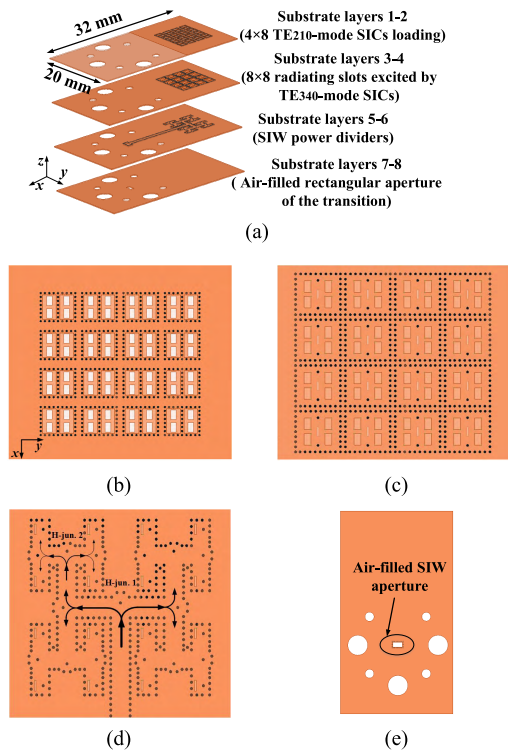 32 mm
20 mm
Substrate layers 1-2
(4×8 TE210-mode SICs loading)
Substrate layers 3-4
(8×8 radiating slots excited by
TE340-mode SICs)
Substrate layers 5-6
(SIW power dividers)
Substrate layers 7-8
( Air-filled rectangular aperture
of the transition)
z
y
x
(a)
y
x
(b)
(c)
H-jun. 2
H-jun. 1
(d)
Air-filled SIW
aperture
(e)